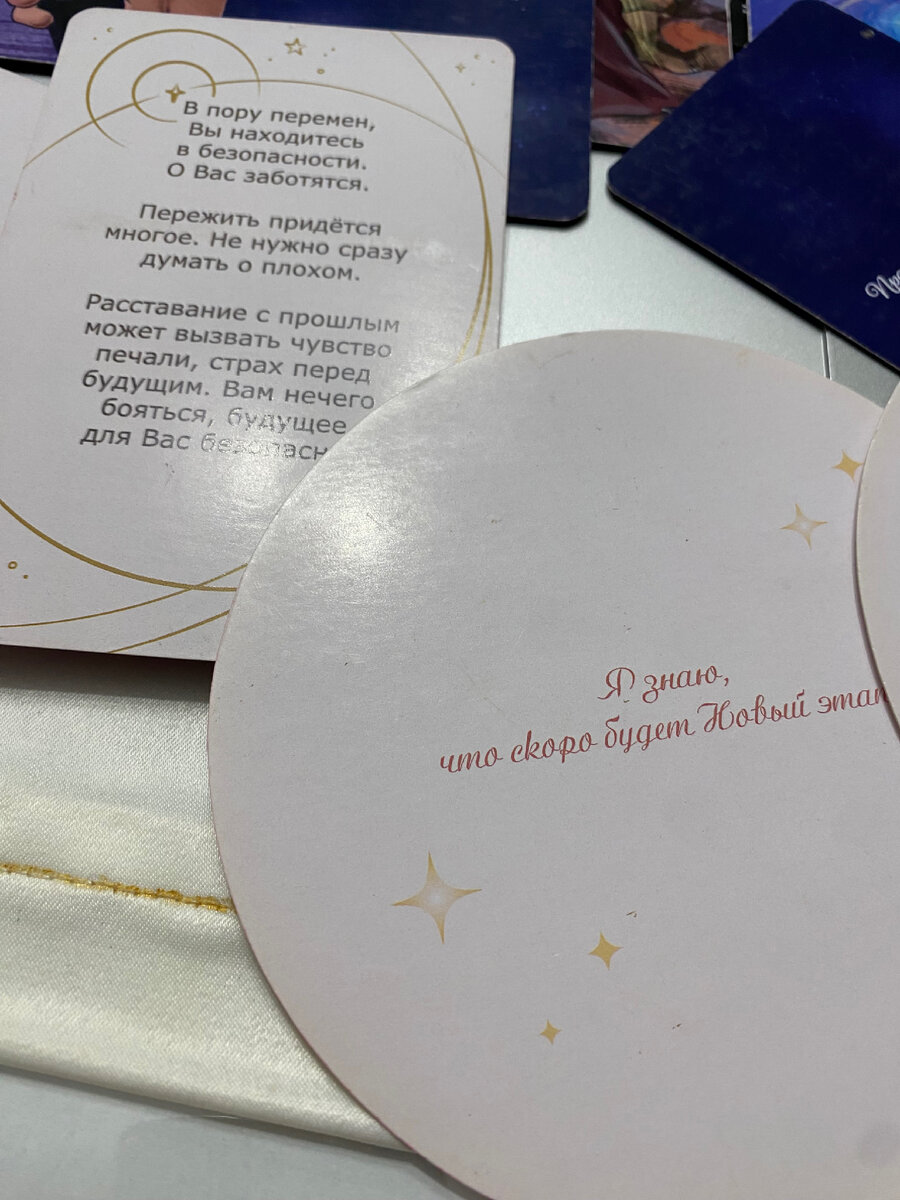 В пору перемен,
Вы находитесь
в безопасности.
О Вас заботятся.
Пережить придётся
многое. Не нужно сразу
думать о плохом.
Расставание с прошлым
может вызвать чувство
печали, страх перед
будущим. Вам нечего
бояться, будущее
для Вас
Я знаю,
что скоро будет Новый этап